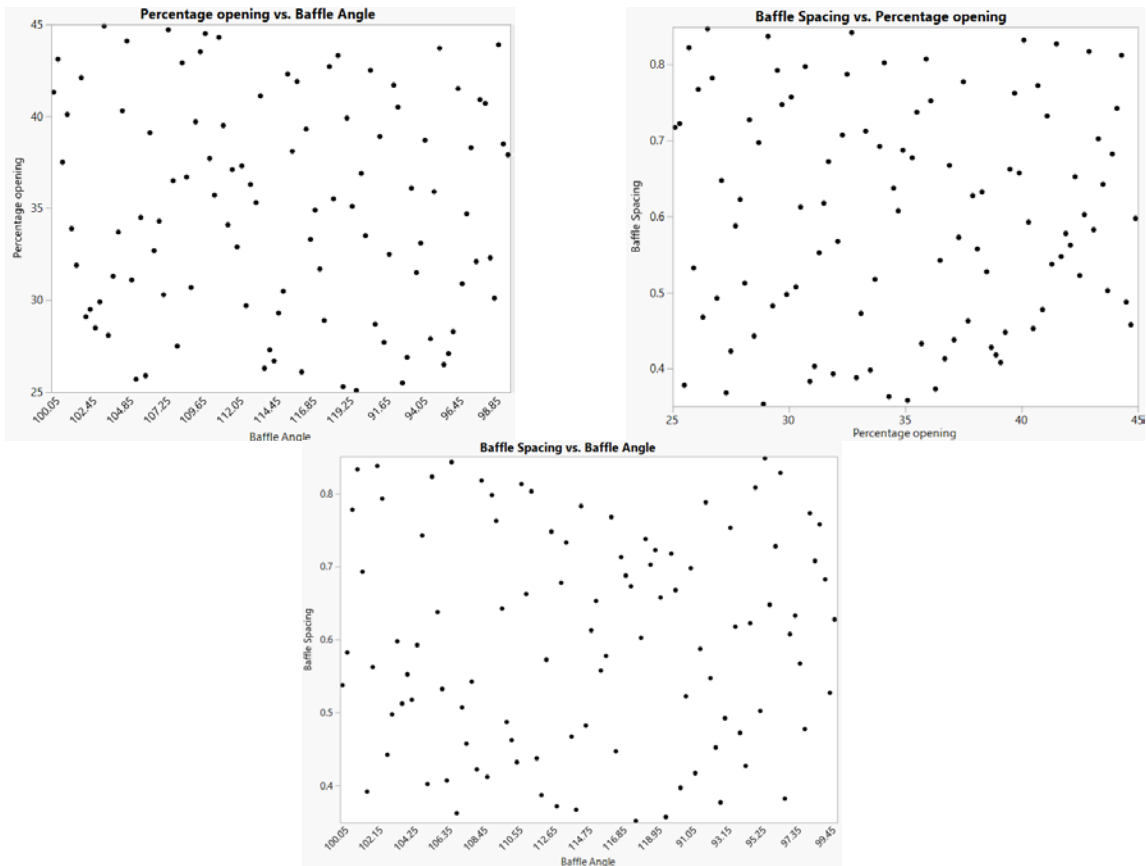 Percentage opening vs. Baffle Angle
45
40
35
30
25
Percentage opening
100.05 102.45 104.85 107.25 109.65 112.05 114.45 116.85 119.25 91.65 94.05 96.45 98.85
Baffle Angle
Baffle Spacing vs. Percentage opening
0.8
0.7
0.6
0.5
0.4
Baffle Spacing
25 30 35 40 45
Percentage opening
Baffle Spacing vs. Baffle Angle
0.8
0.7
0.6
0.5
0.4
Baffle Spacing
100.05 102.15 104.25 106.35 108.45 110.55 112.65 114.75 116.85 118.95 91.05 93.15 95.25 97.35 99.45
Baffle Angle